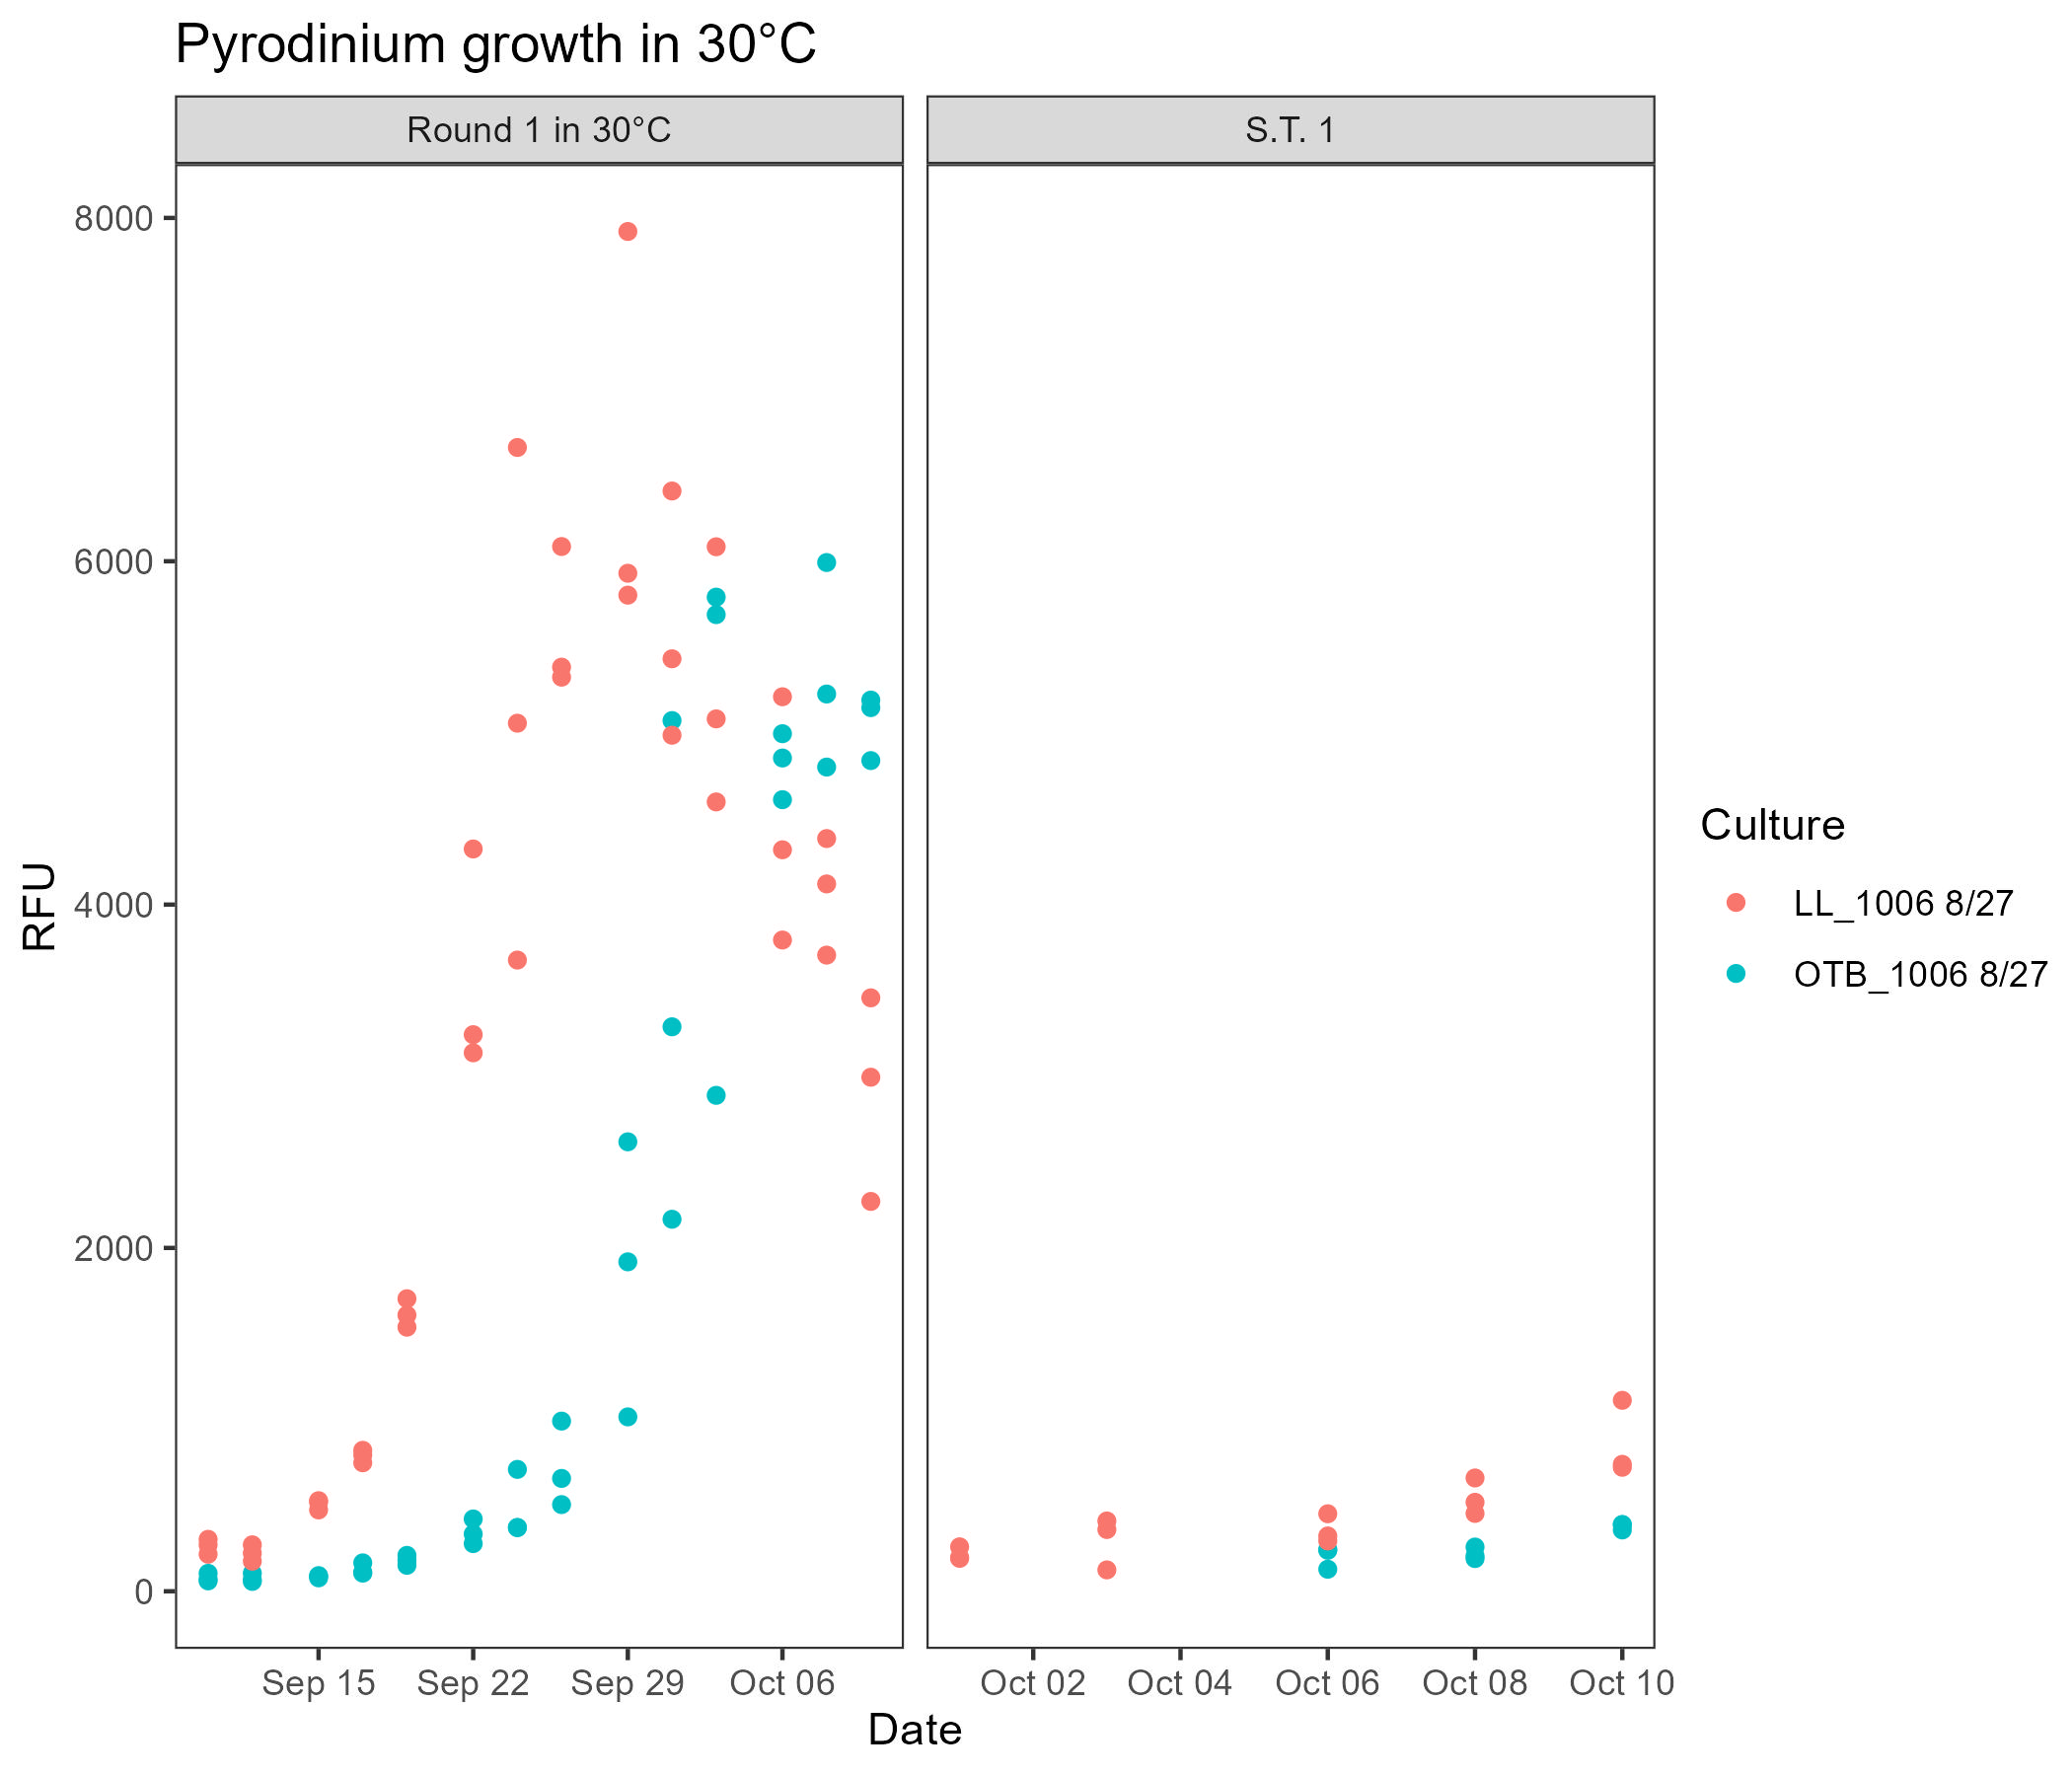 Pyrodinium growth in 30°C
Round 1 in 30°C
S.T. 1
8000
6000
4000
2000
0
RFU
Sep 15 Sep 22 Sep 29 Oct 06
Oct 02 Oct 04 Oct 06 Oct 08 Oct 10
Date
Culture
LL_1006 8/27
OTB_1006 8/27